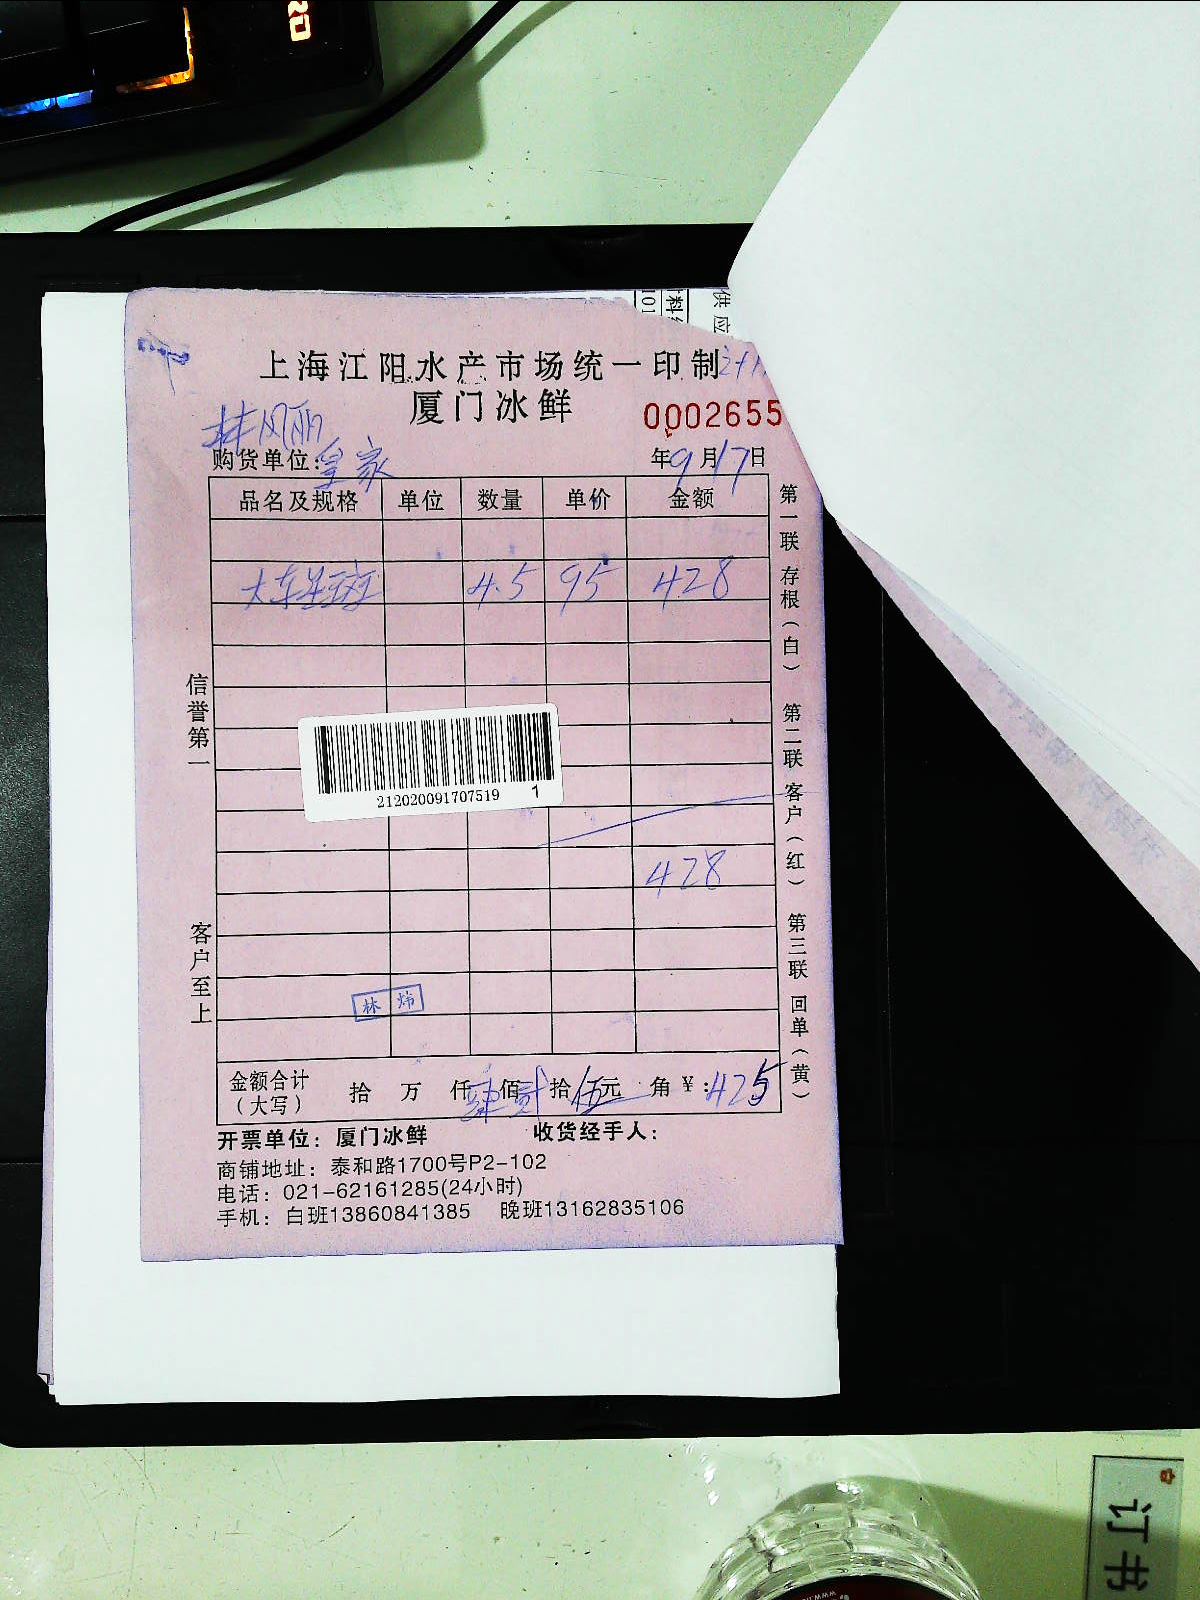 上海江阳水产市场统一印制
厦门冰鲜
0002655
林凤丽
购货单位:皇家
年9月17日
品名及规格 单位 数量 单价 金额
大东星斑 4.5 95 428
212020091707519 1
428
林 炜
金额合计(大写) 拾 万 仟肆佰贰拾伍元 角 ¥:425
开票单位:厦门冰鲜 收货经手人:
商铺地址:泰和路1700号P2-102
电话:021-62161285(24小时)
手机:白班13860841385 晚班13162835106
信誉第一
客户至上
第一联 存根(白) 第二联 客户(红) 第三联 回单(黄)
供应
订书